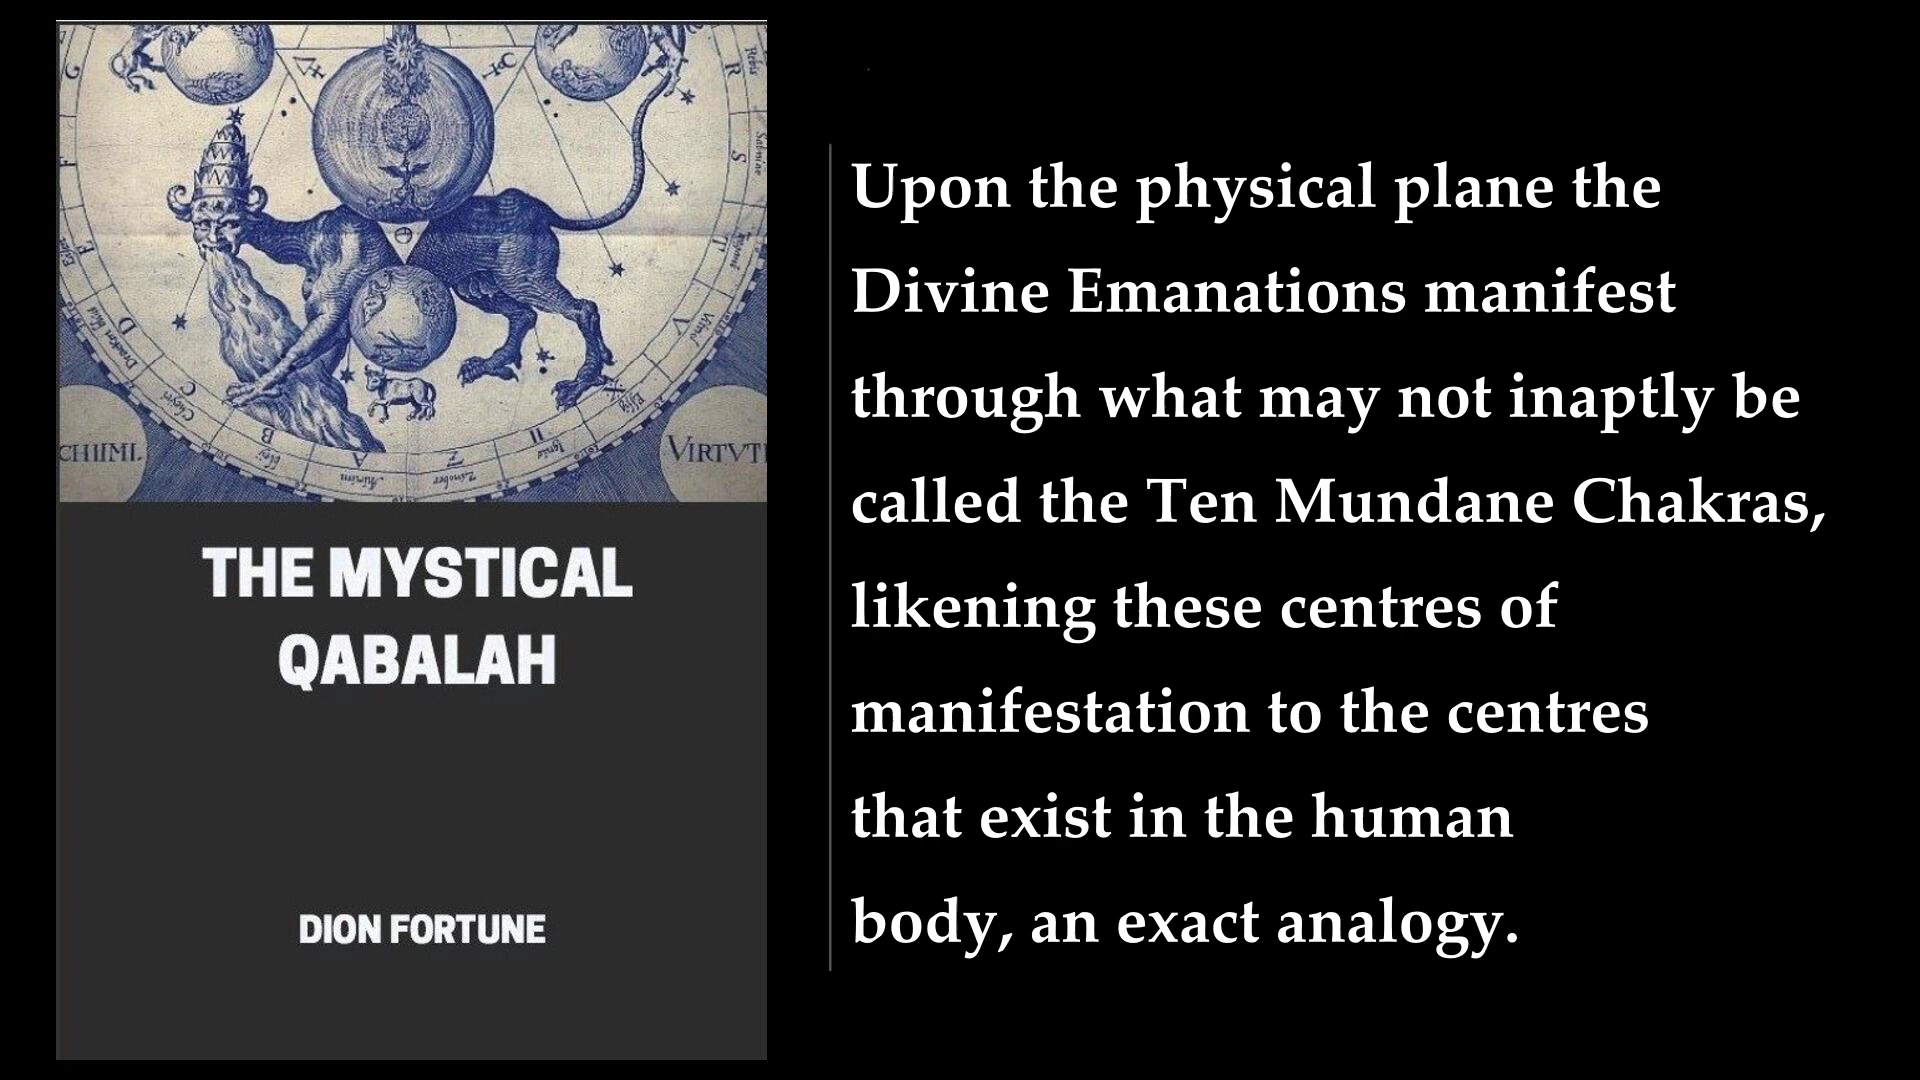 CHIIMI.
VIRTVTI
THE MYSTICAL
QABALAH
DION FORTUNE
Upon the physical plane the
Divine Emanations manifest
through what may not inaptly be
called the Ten Mundane Chakras,
likening these centres of
manifestation to the centres
that exist in the human
body, an exact analogy.